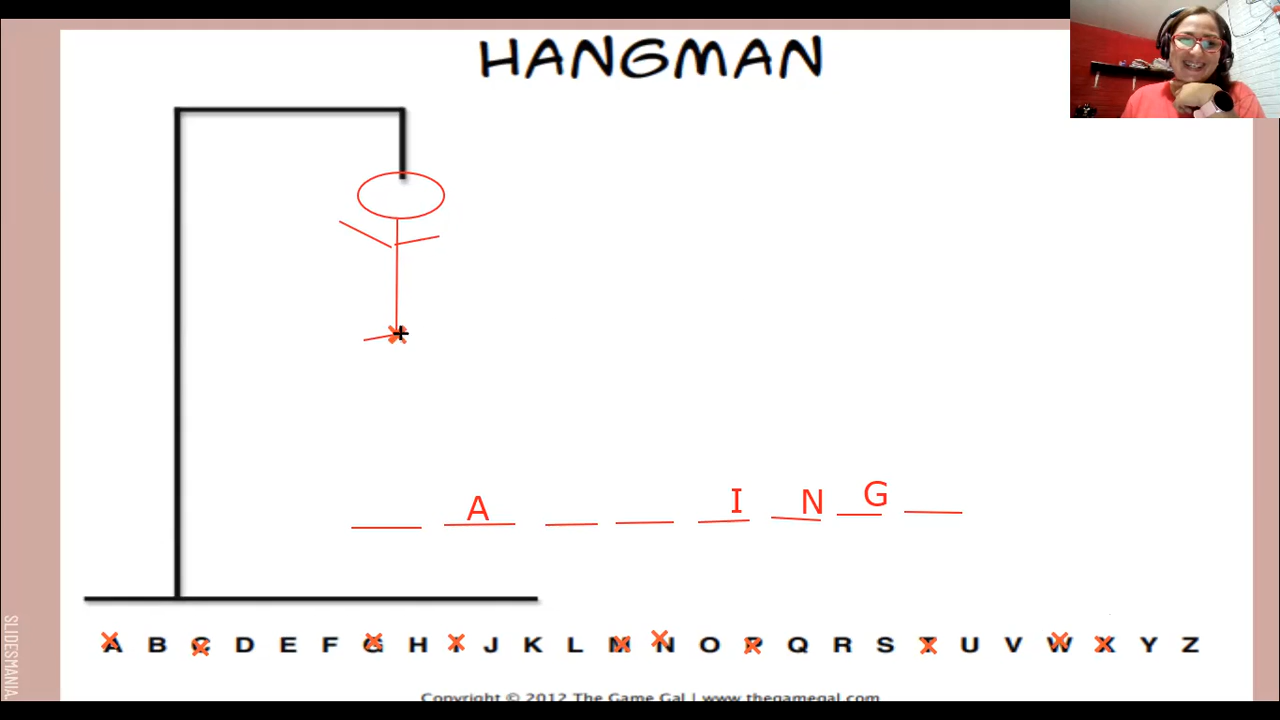 HANGMAN
A I N G
A B C D E F G H I J K L M N O P Q R S T U V W X Y Z
Copyright © 2012 The Game Gal | www.thegamegal.com
SLIDESMANIA.